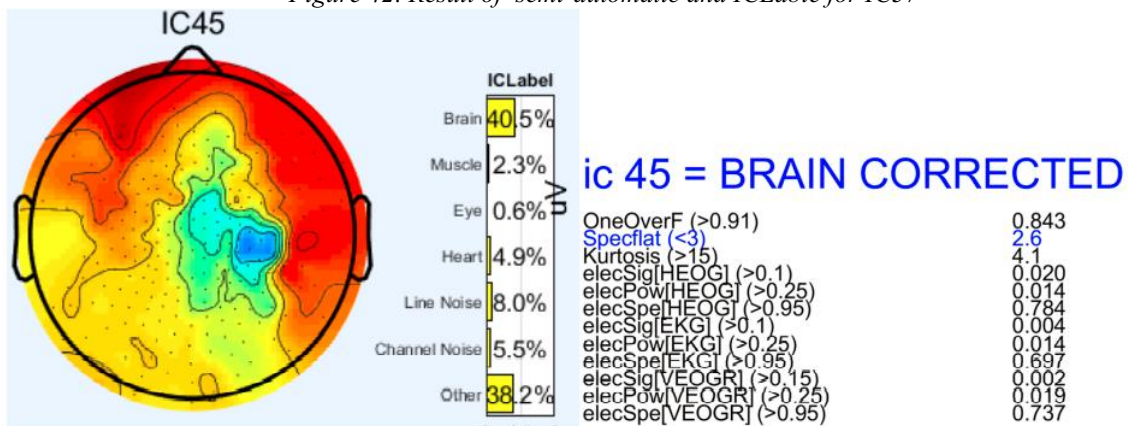 Figure 42: Result of semi-automatic and ICLable for IC37
IC45
ICLabel
Brain 40.5%
Muscle 2.3%
Eye 0.6%
Heart 4.9%
Line Noise 8.0%
Channel Noise 5.5%
Other 38.2%
uV
ic 45 = BRAIN CORRECTED
OneOverF (>0.91) 0.843
Specflat (<3) 2.6
Kurtosis (>15) 4.1
elecSig[HEOG] (>0.1) 0.020
elecPow[HEOG] (>0.25) 0.014
elecSpe[HEOG] (>0.95) 0.784
elecSig[EKG] (>0.1) 0.004
elecPow[EKG] (>0.25) 0.014
elecSpe[EKG] (>0.95) 0.697
elecSig[VEOGR] (>0.15) 0.002
elecPow[VEOGR] (>0.25) 0.019
elecSpe[VEOGR] (>0.95) 0.737